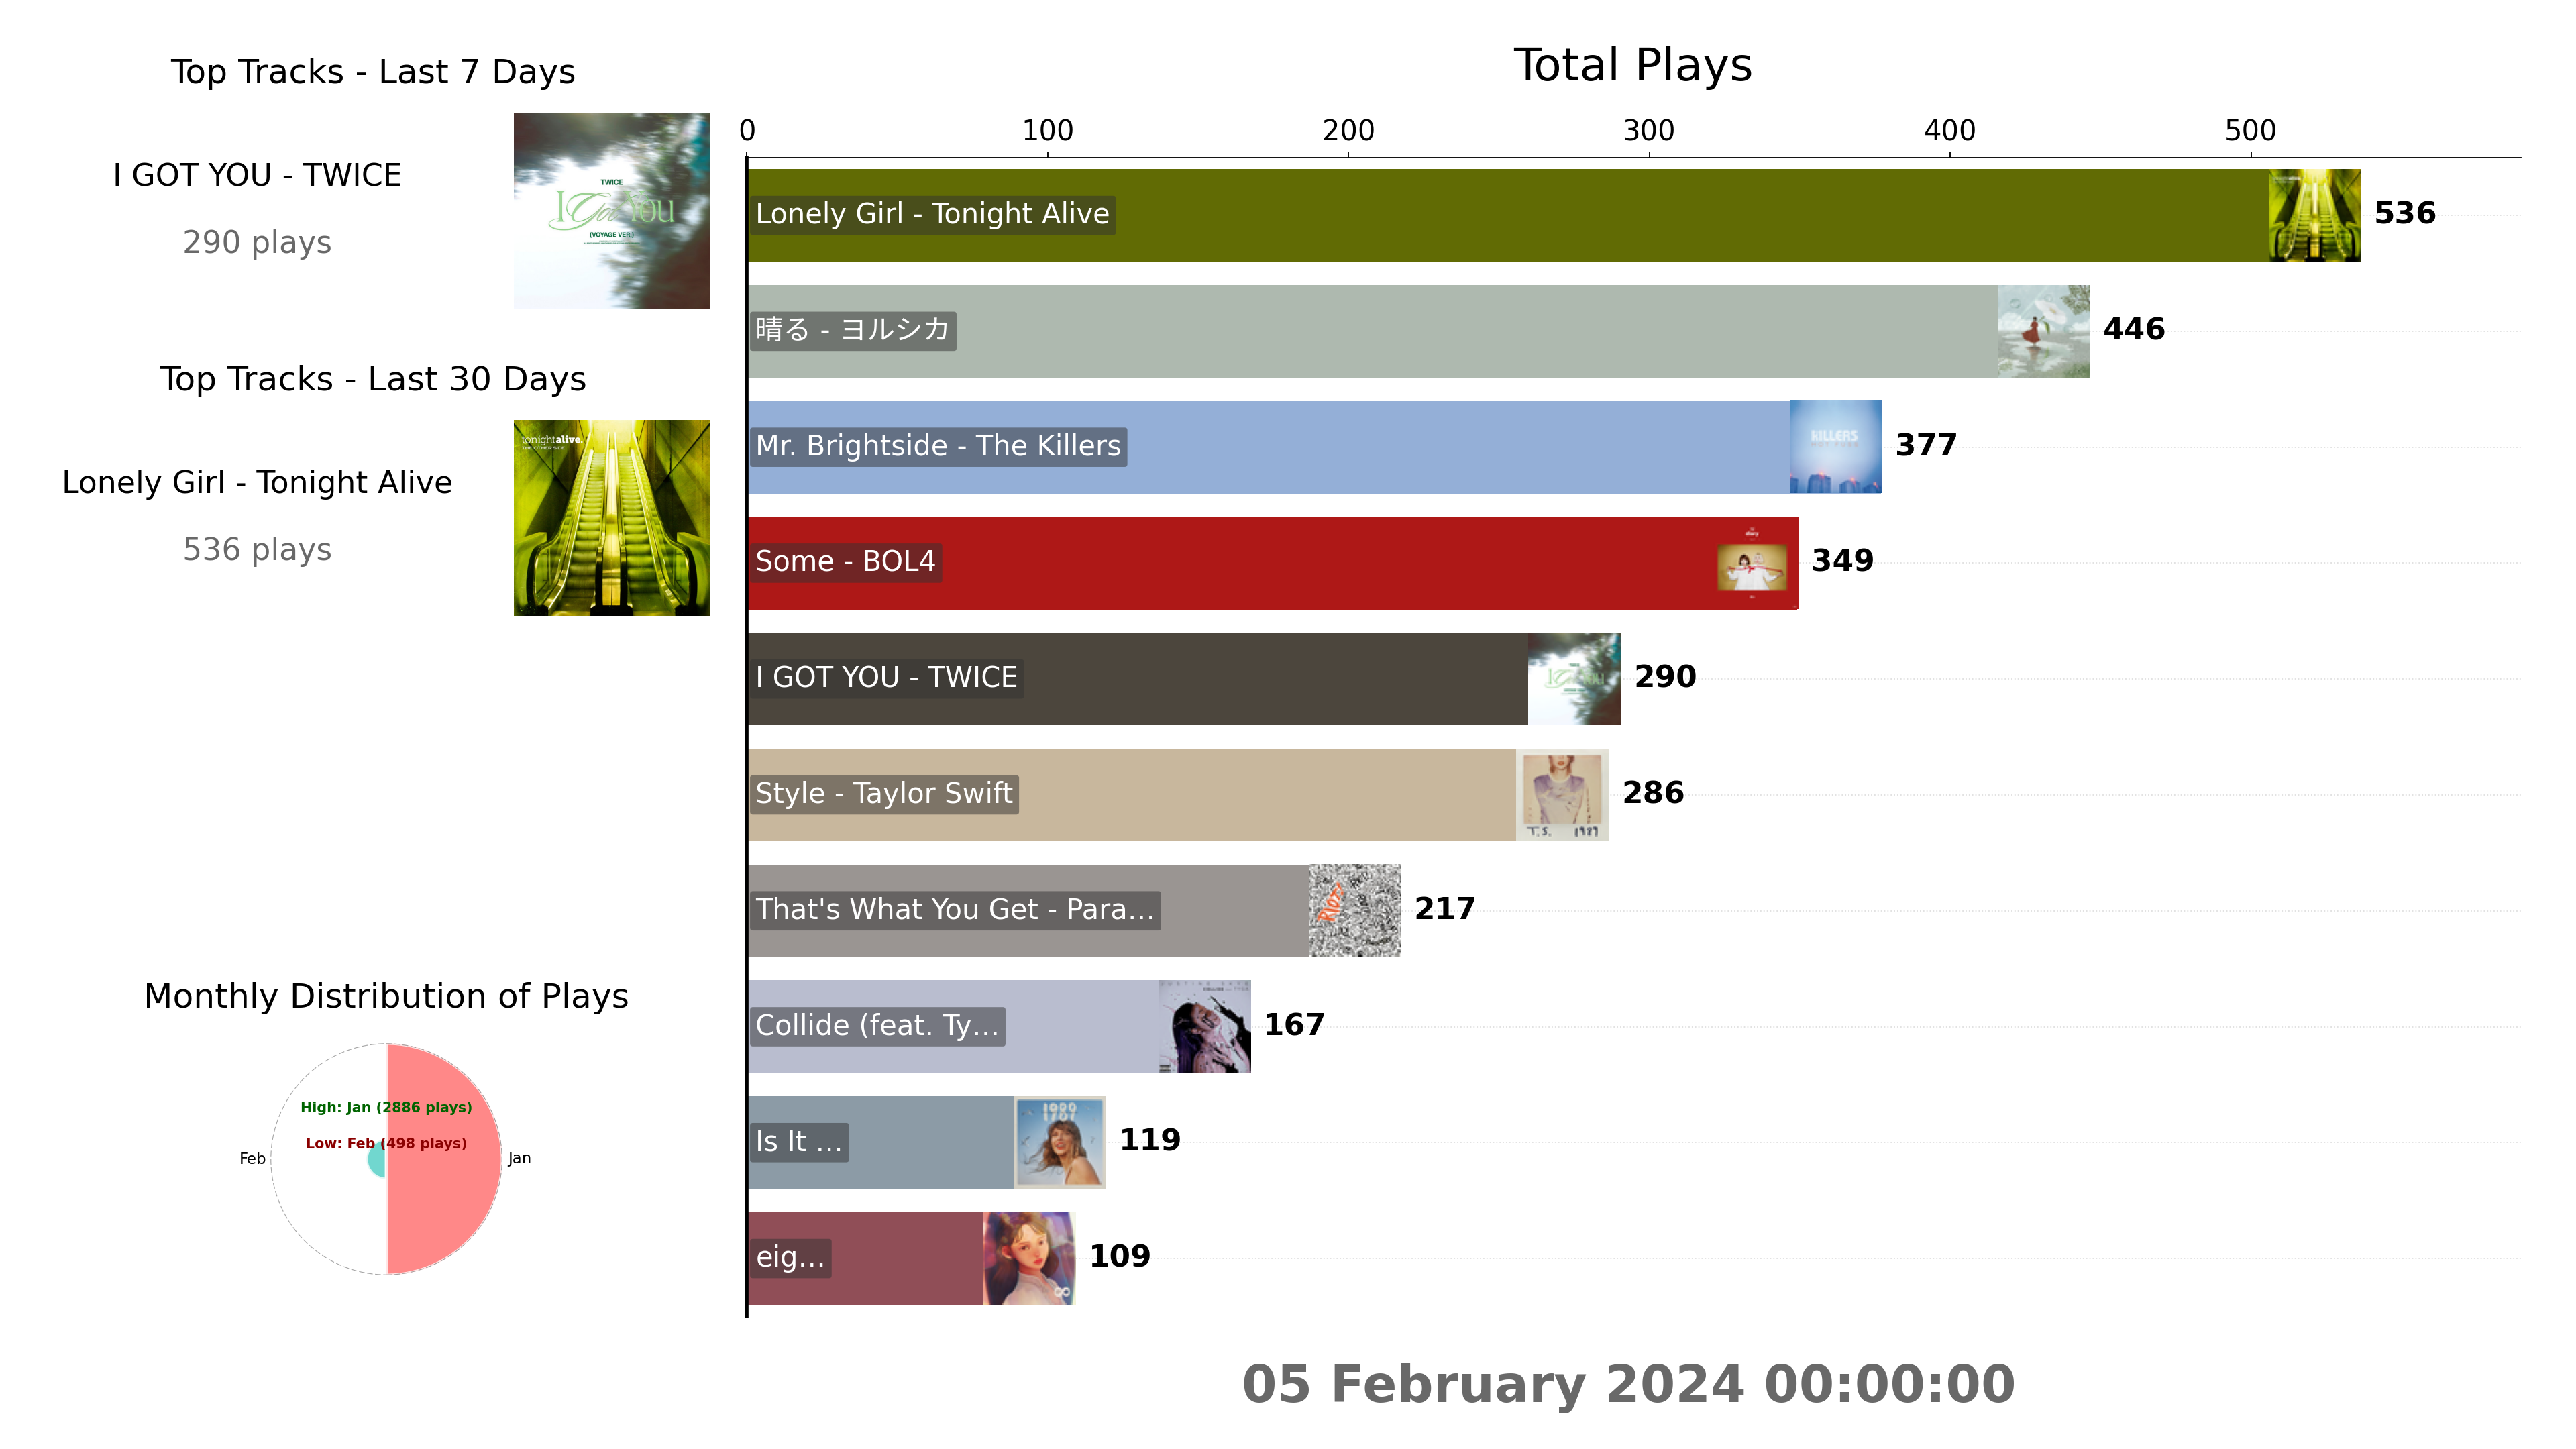 Top Tracks - Last 7 Days
I GOT YOU - TWICE
290 plays
TWICE
I Got You
(VOYAGE VER.)
Top Tracks - Last 30 Days
Lonely Girl - Tonight Alive
536 plays
tonightalive.
THE OTHER SIDE
Monthly Distribution of Plays
High: Jan (2886 plays)
Low: Feb (498 plays)
Feb
Jan
Total Plays
0 100 200 300 400 500
Lonely Girl - Tonight Alive 536
晴る - ヨルシカ 446
Mr. Brightside - The Killers KILLERS 377
Some - BOL4 349
I GOT YOU - TWICE I Got You 290
Style - Taylor Swift T.S. 1989 286
That's What You Get - Para... RIOT! 217
Collide (feat. Ty... 167
Is It ... 119
eig... 109
05 February 2024 00:00:00